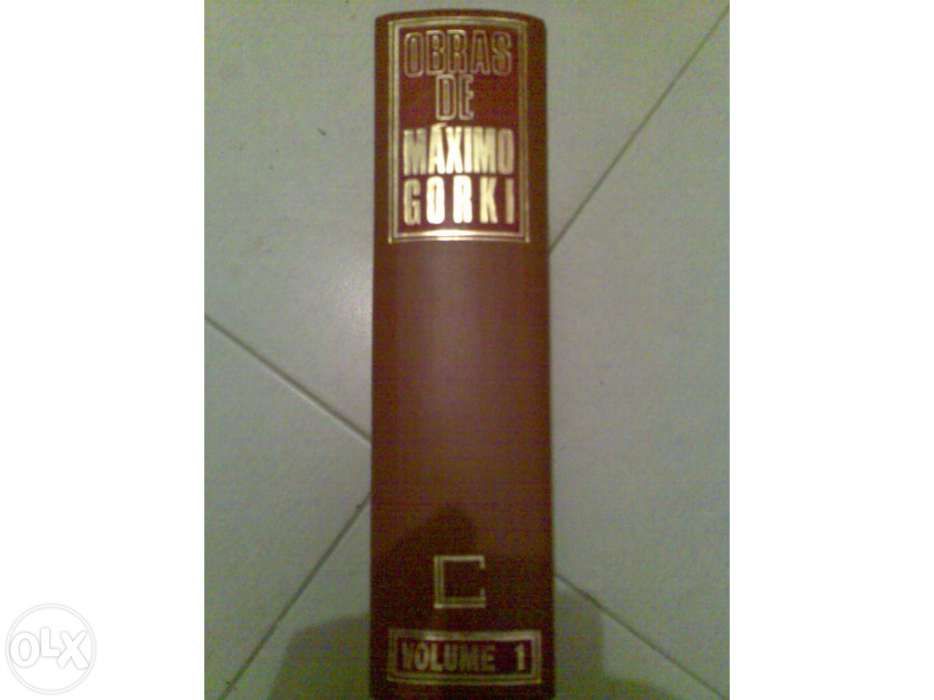 OBRAS
DE
MÁXIMO
GORKI
VOLUME 1
OLX